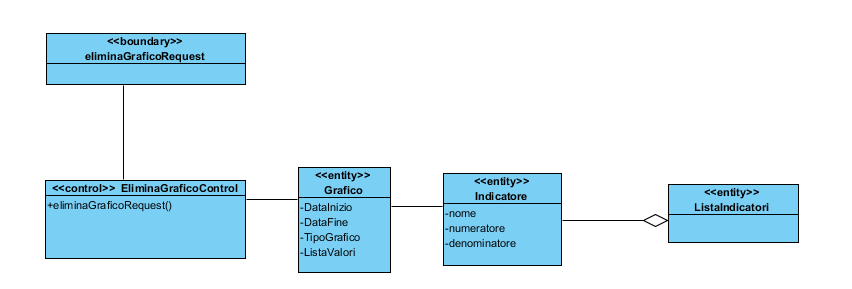 <<boundary>>
eliminaGraficoRequest
<<control>> EliminaGraficoControl
+eliminaGraficoRequest()
<<entity>>
Grafico
-DataInizio
-DataFine
-TipoGrafico
-ListaValori
<<entity>>
Indicatore
-nome
-numeratore
-denominatore
<<entity>>
ListaIndicatori